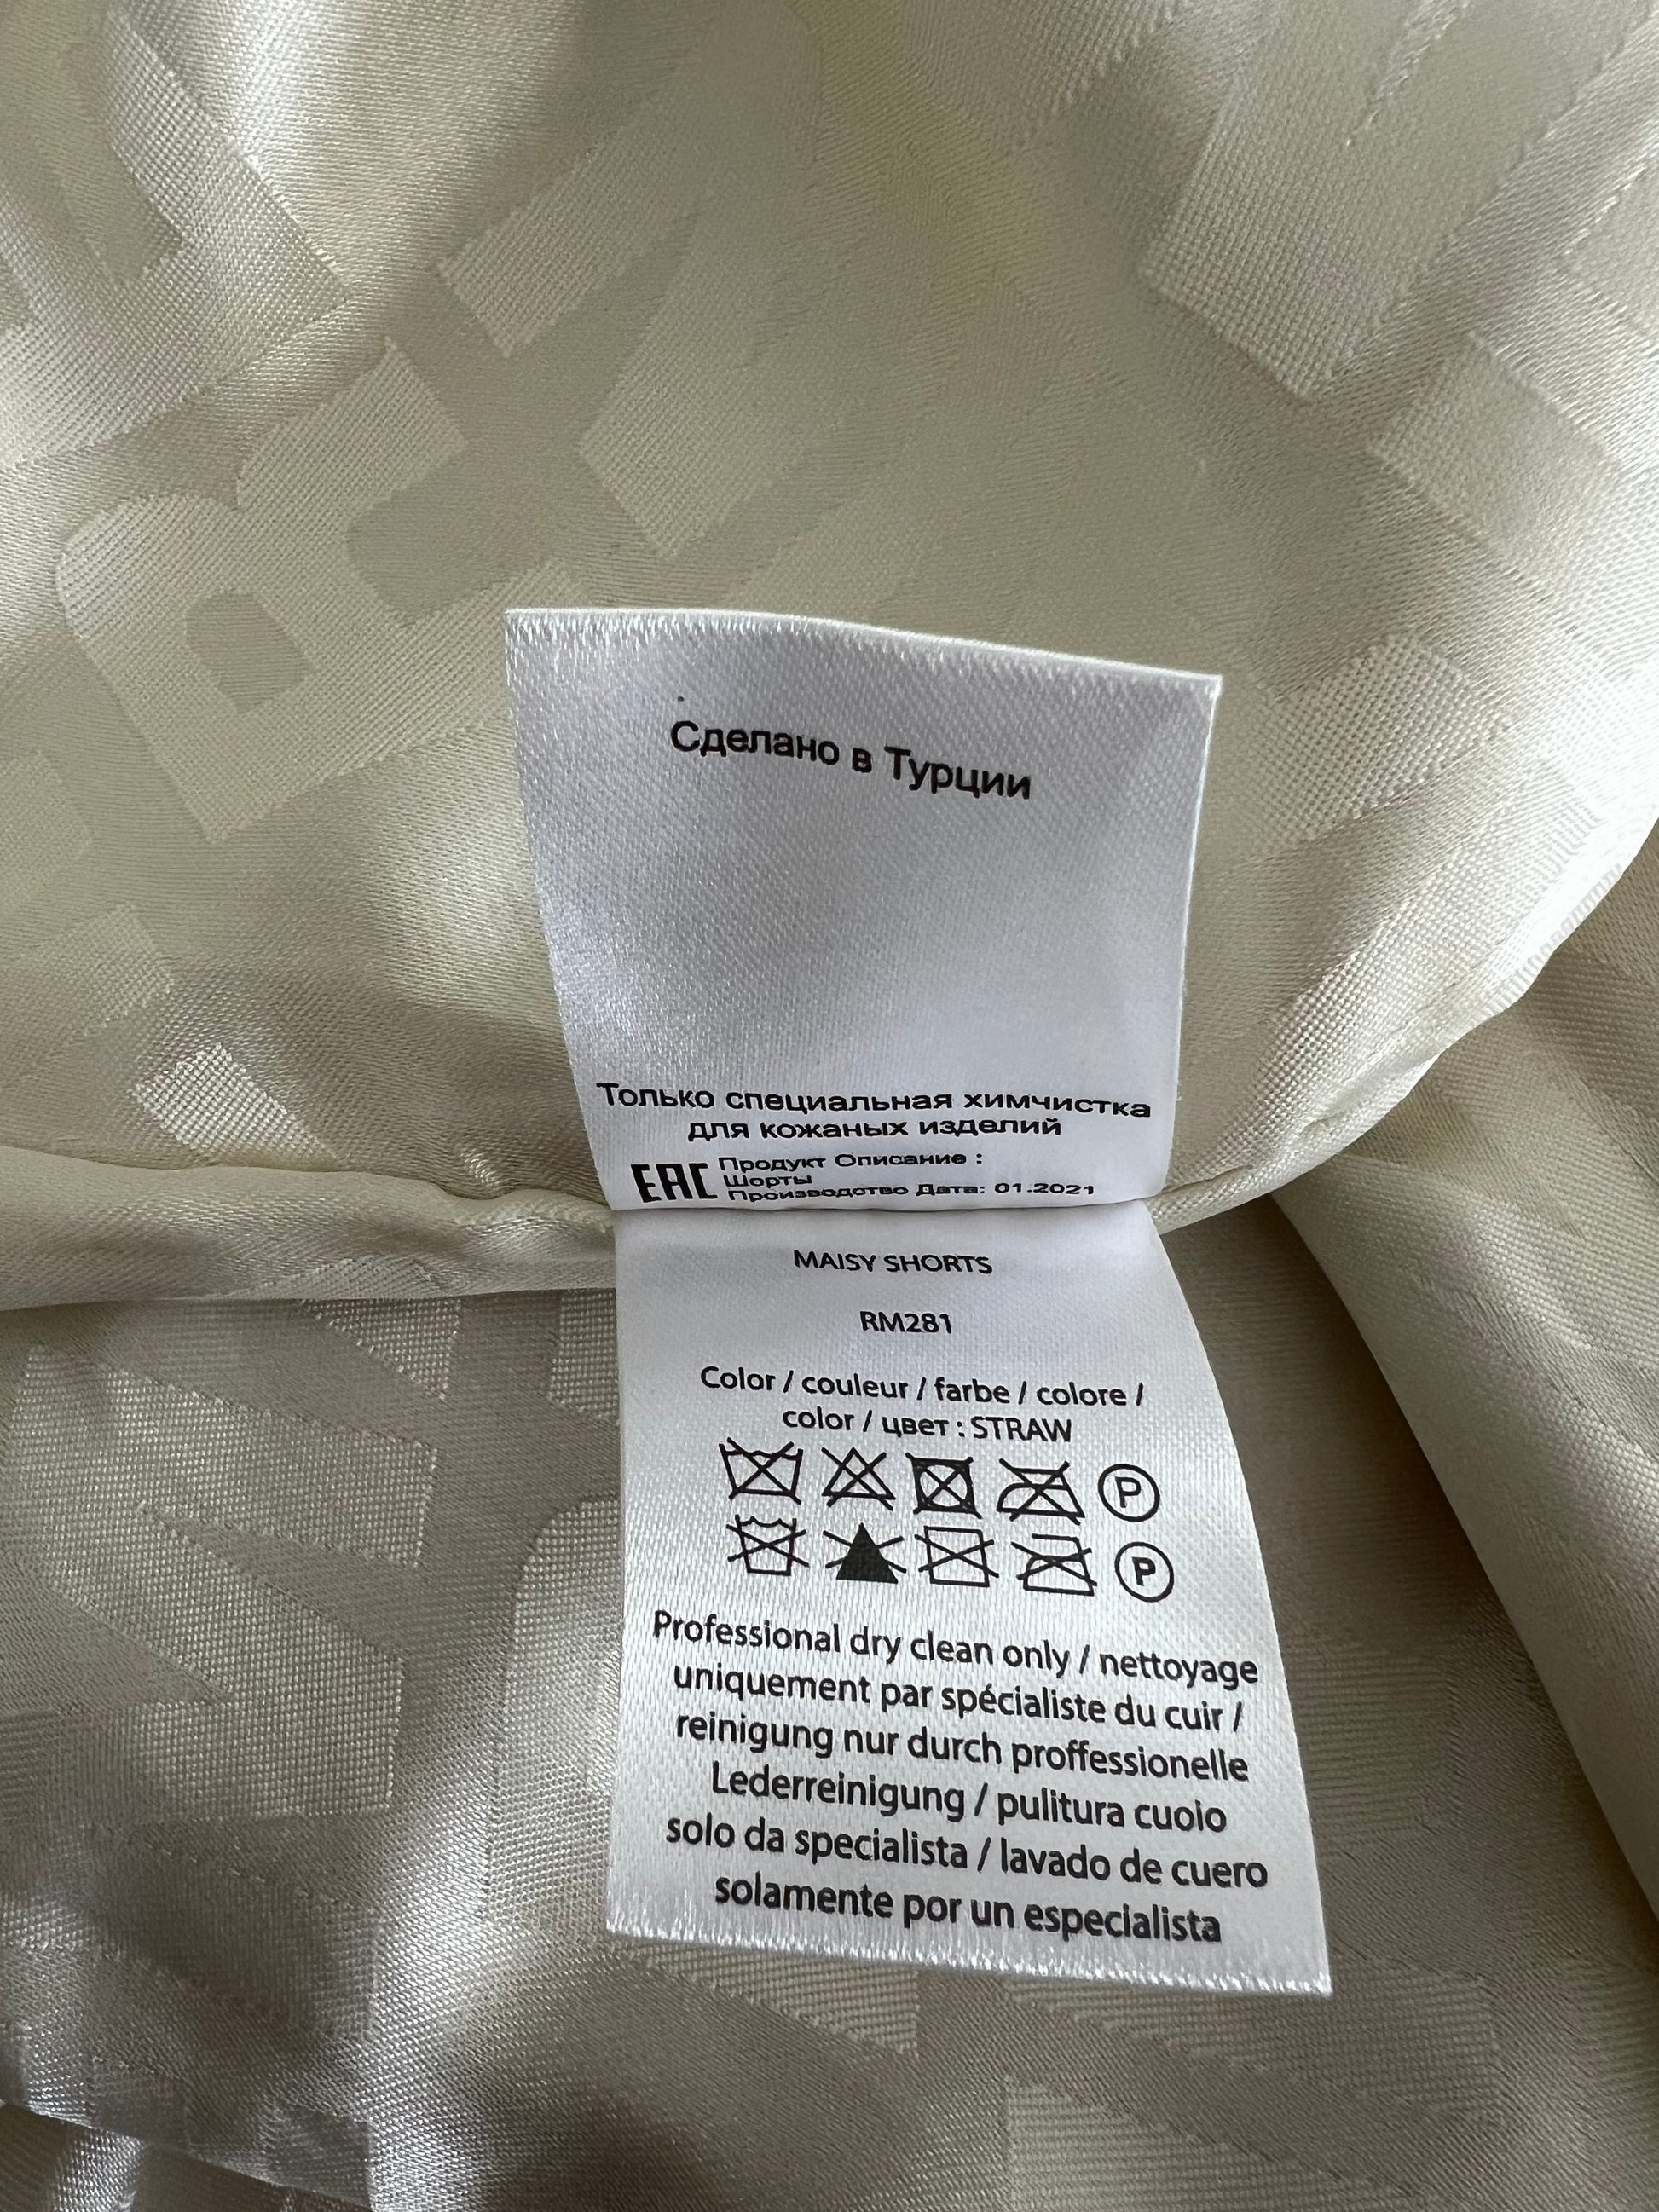 Сделано в Турции
Только специальная химчистка
для кожаных изделий
EAC
Продукт Описание :
Шорты
Производство Дата: 01.2021
MAISY SHORTS
RM281
Color / couleur / farbe / colore /
color / цвет : STRAW
P
P
Professional dry clean only / nettoyage
uniquement par spécialiste du cuir /
reinigung nur durch proffessionelle
Lederreinigung / pulitura cuoio
solo da specialista / lavado de cuero
solamente por un especialista